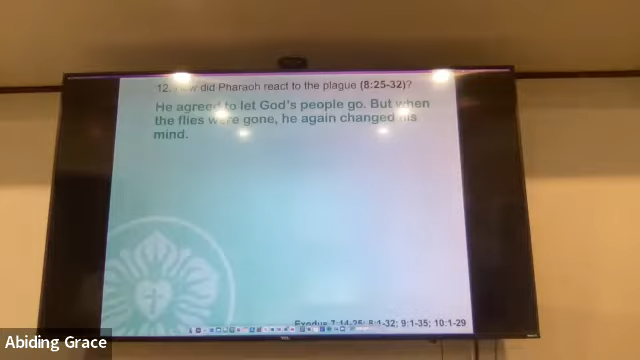 12. How did Pharaoh react to the plague (8:25-32)?
He agreed to let God's people go. But when
the flies were gone, he again changed his
mind.
Exodus 7:14-25; 8:1-32; 9:1-35; 10:1-29
Abiding Grace